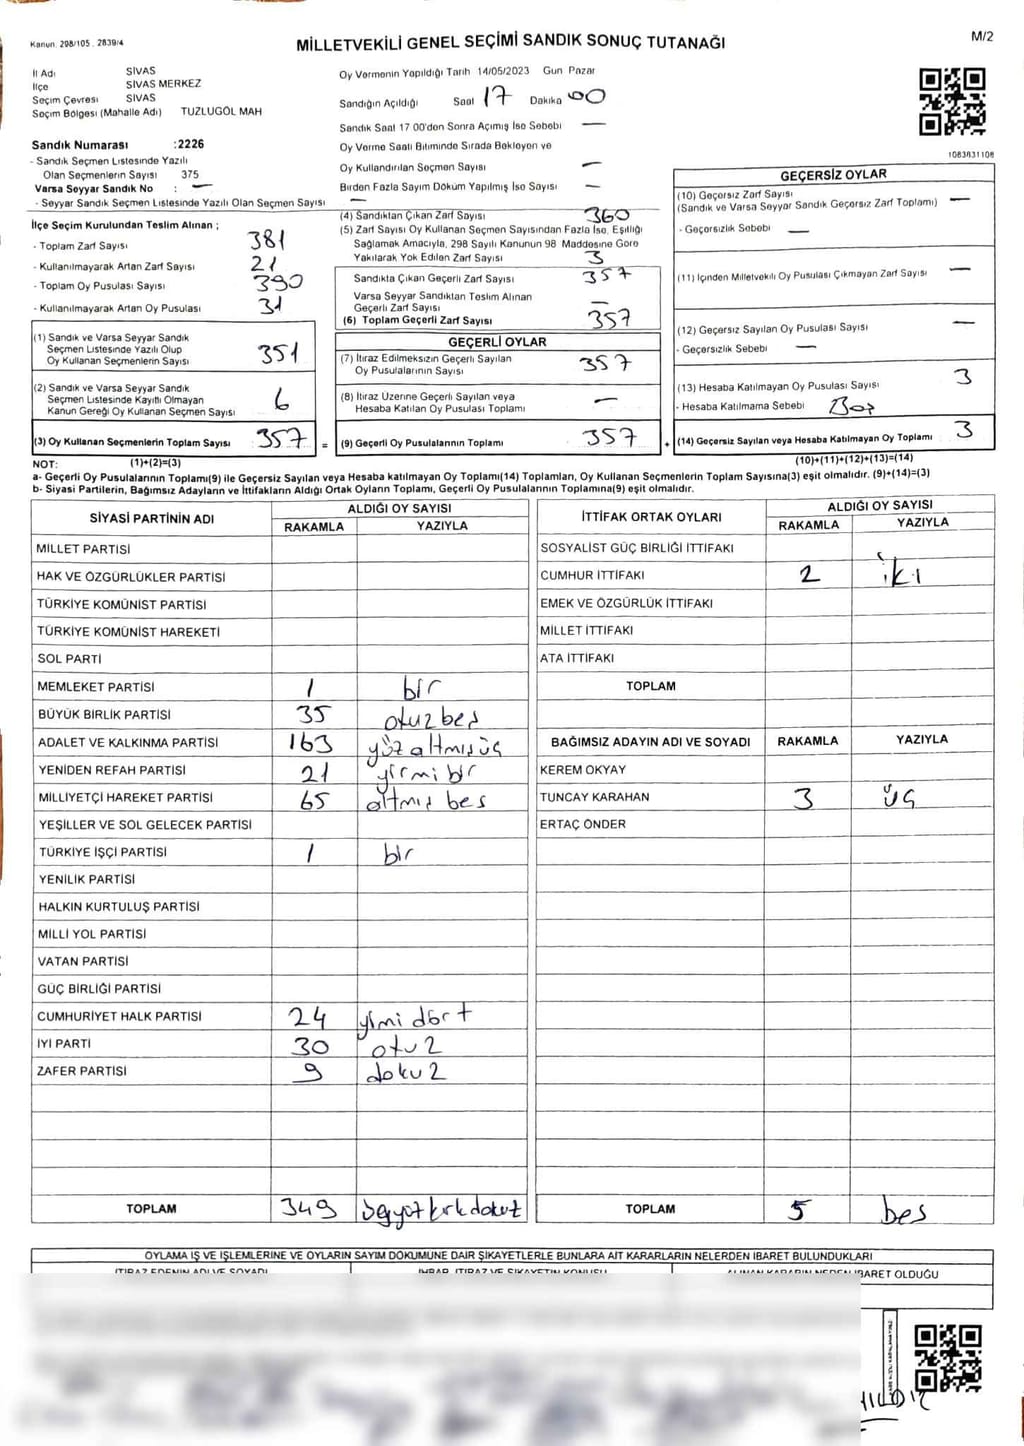 Kanun. 298/105, 2839/4
MİLLETVEKİLİ GENEL SEÇİMİ SANDIK SONUÇ TUTANAĞI
M/2
İl Adı SİVAS
İlçe SİVAS MERKEZ
Seçim Çevresi SİVAS
Seçim Bölgesi (Mahalle Adı) TUZLUGÖL MAH
Sandık Numarası :2226
- Sandık Seçmen Listesinde Yazılı
Olan Seçmenlerin Sayısı 375
Varsa Seyyar Sandık No : —
- Seyyar Sandık Seçmen Listesinde Yazılı Olan Seçmen Sayısı —
Oy Vermenin Yapıldığı Tarih 14/05/2023 Gün Pazar
Sandığın Açıldığı Saat 17 Dakika 00
Sandık Saat 17 00'den Sonra Açımış İse Sebebi —
Oy Verme Saati Bitiminde Sırada Bekleyen ve
Oy Kullandırılan Seçmen Sayısı —
Birden Fazla Sayım Döküm Yapılmış İse Sayısı —
1083831108
İlçe Seçim Kurulundan Teslim Alınan ;
- Toplam Zarf Sayısı 381
- Kullanılmayarak Artan Zarf Sayısı 21
- Toplam Oy Pusulası Sayısı 390
- Kullanılmayarak Artan Oy Pusulası 31
(1) Sandık ve Varsa Seyyar Sandık
Seçmen Listesinde Yazılı Olup
Oy Kullanan Seçmenlerin Sayısı 351
(2) Sandık ve Varsa Seyyar Sandık
Seçmen Listesinde Kayıtlı Olmayan
Kanun Gereği Oy Kullanan Seçmen Sayısı 6
(3) Oy Kullanan Seçmenlerin Toplam Sayısı 357 =
(4) Sandıktan Çıkan Zarf Sayısı 360
(5) Zarf Sayısı Oy Kullanan Seçmen Sayısından Fazla İse, Eşitliği
Sağlamak Amacıyla, 298 Sayılı Kanunun 98 Maddesine Göre
Yakılarak Yok Edilen Zarf Sayısı 3
Sandıkta Çıkan Geçerli Zarf Sayısı 357
Varsa Seyyar Sandıktan Teslim Alınan
Geçerli Zarf Sayısı —
(6) Toplam Geçerli Zarf Sayısı 357
GEÇERLİ OYLAR
(7) İtiraz Edilmeksizin Geçerli Sayılan
Oy Pusulalarının Sayısı 357
(8) İtiraz Üzerine Geçerli Sayılan veya
Hesaba Katılan Oy Pusulası Toplamı —
(9) Geçerli Oy Pusulalarının Toplamı 357 +
GEÇERSİZ OYLAR
(10) Geçersiz Zarf Sayısı
(Sandık ve Varsa Seyyar Sandık Geçersiz Zarf Toplamı) —
- Geçersizlik Sebebi —
(11) İçinden Milletvekili Oy Pusulası Çıkmayan Zarf Sayısı —
(12) Geçersiz Sayılan Oy Pusulası Sayısı —
- Geçersizlik Sebebi —
(13) Hesaba Katılmayan Oy Pusulası Sayısı 3
- Hesaba Katılmama Sebebi Boş
(14) Geçersiz Sayılan veya Hesaba Katılmayan Oy Toplamı 3
NOT: (1)+(2)=(3) (10)+(11)+(12)+(13)=(14)
a- Geçerli Oy Pusulalarının Toplamı(9) ile Geçersiz Sayılan veya Hesaba katılmayan Oy Toplamı(14) Toplamları, Oy Kullanan Seçmenlerin Toplam Sayısına(3) eşit olmalıdır. (9)+(14)=(3)
b- Siyasi Partilerin, Bağımsız Adayların ve İttifakların Aldığı Ortak Oyların Toplamı, Geçerli Oy Pusulalarının Toplamına(9) eşit olmalıdır.
SİYASİ PARTİNİN ADI ALDIĞI OY SAYISI
RAKAMLA YAZIYLA
MİLLET PARTİSİ
HAK VE ÖZGÜRLÜKLER PARTİSİ
TÜRKİYE KOMÜNİST PARTİSİ
TÜRKİYE KOMÜNİST HAREKETİ
SOL PARTİ
MEMLEKET PARTİSİ 1 bir
BÜYÜK BİRLİK PARTİSİ 35 otuz beş
ADALET VE KALKINMA PARTİSİ 163 yüz altmış üç
YENİDEN REFAH PARTİSİ 21 yirmi bir
MİLLİYETÇİ HAREKET PARTİSİ 65 altmış beş
YEŞİLLER VE SOL GELECEK PARTİSİ
TÜRKİYE İŞÇİ PARTİSİ 1 bir
YENİLİK PARTİSİ
HALKIN KURTULUŞ PARTİSİ
MİLLİ YOL PARTİSİ
VATAN PARTİSİ
GÜÇ BİRLİĞİ PARTİSİ
CUMHURİYET HALK PARTİSİ 24 yimi dört
İYİ PARTİ 30 otuz
ZAFER PARTİSİ 9 dokuz
TOPLAM 349 üçyüz kırk dokuz
İTTİFAK ORTAK OYLARI ALDIĞI OY SAYISI
RAKAMLA YAZIYLA
SOSYALİST GÜÇ BİRLİĞİ İTTİFAKI
CUMHUR İTTİFAKI 2 iki
EMEK VE ÖZGÜRLÜK İTTİFAKI
MİLLET İTTİFAKI
ATA İTTİFAKI
TOPLAM
BAĞIMSIZ ADAYIN ADI VE SOYADI RAKAMLA YAZIYLA
KEREM OKYAY
TUNCAY KARAHAN 3 üç
ERTAÇ ÖNDER
TOPLAM 5 beş
OYLAMA İŞ VE İŞLEMLERİNE VE OYLARIN SAYIM DÖKÜMÜNE DAİR ŞİKAYETLERLE BUNLARA AİT KARARLARIN NELERDEN İBARET BULUNDUKLARI
İTİRAZ EDENİN ADI VE SOYADI İHBAR, İTİRAZ VE ŞİKAYETİN KONUSU ALINAN KARARIN NEDEN İBARET OLDUĞU